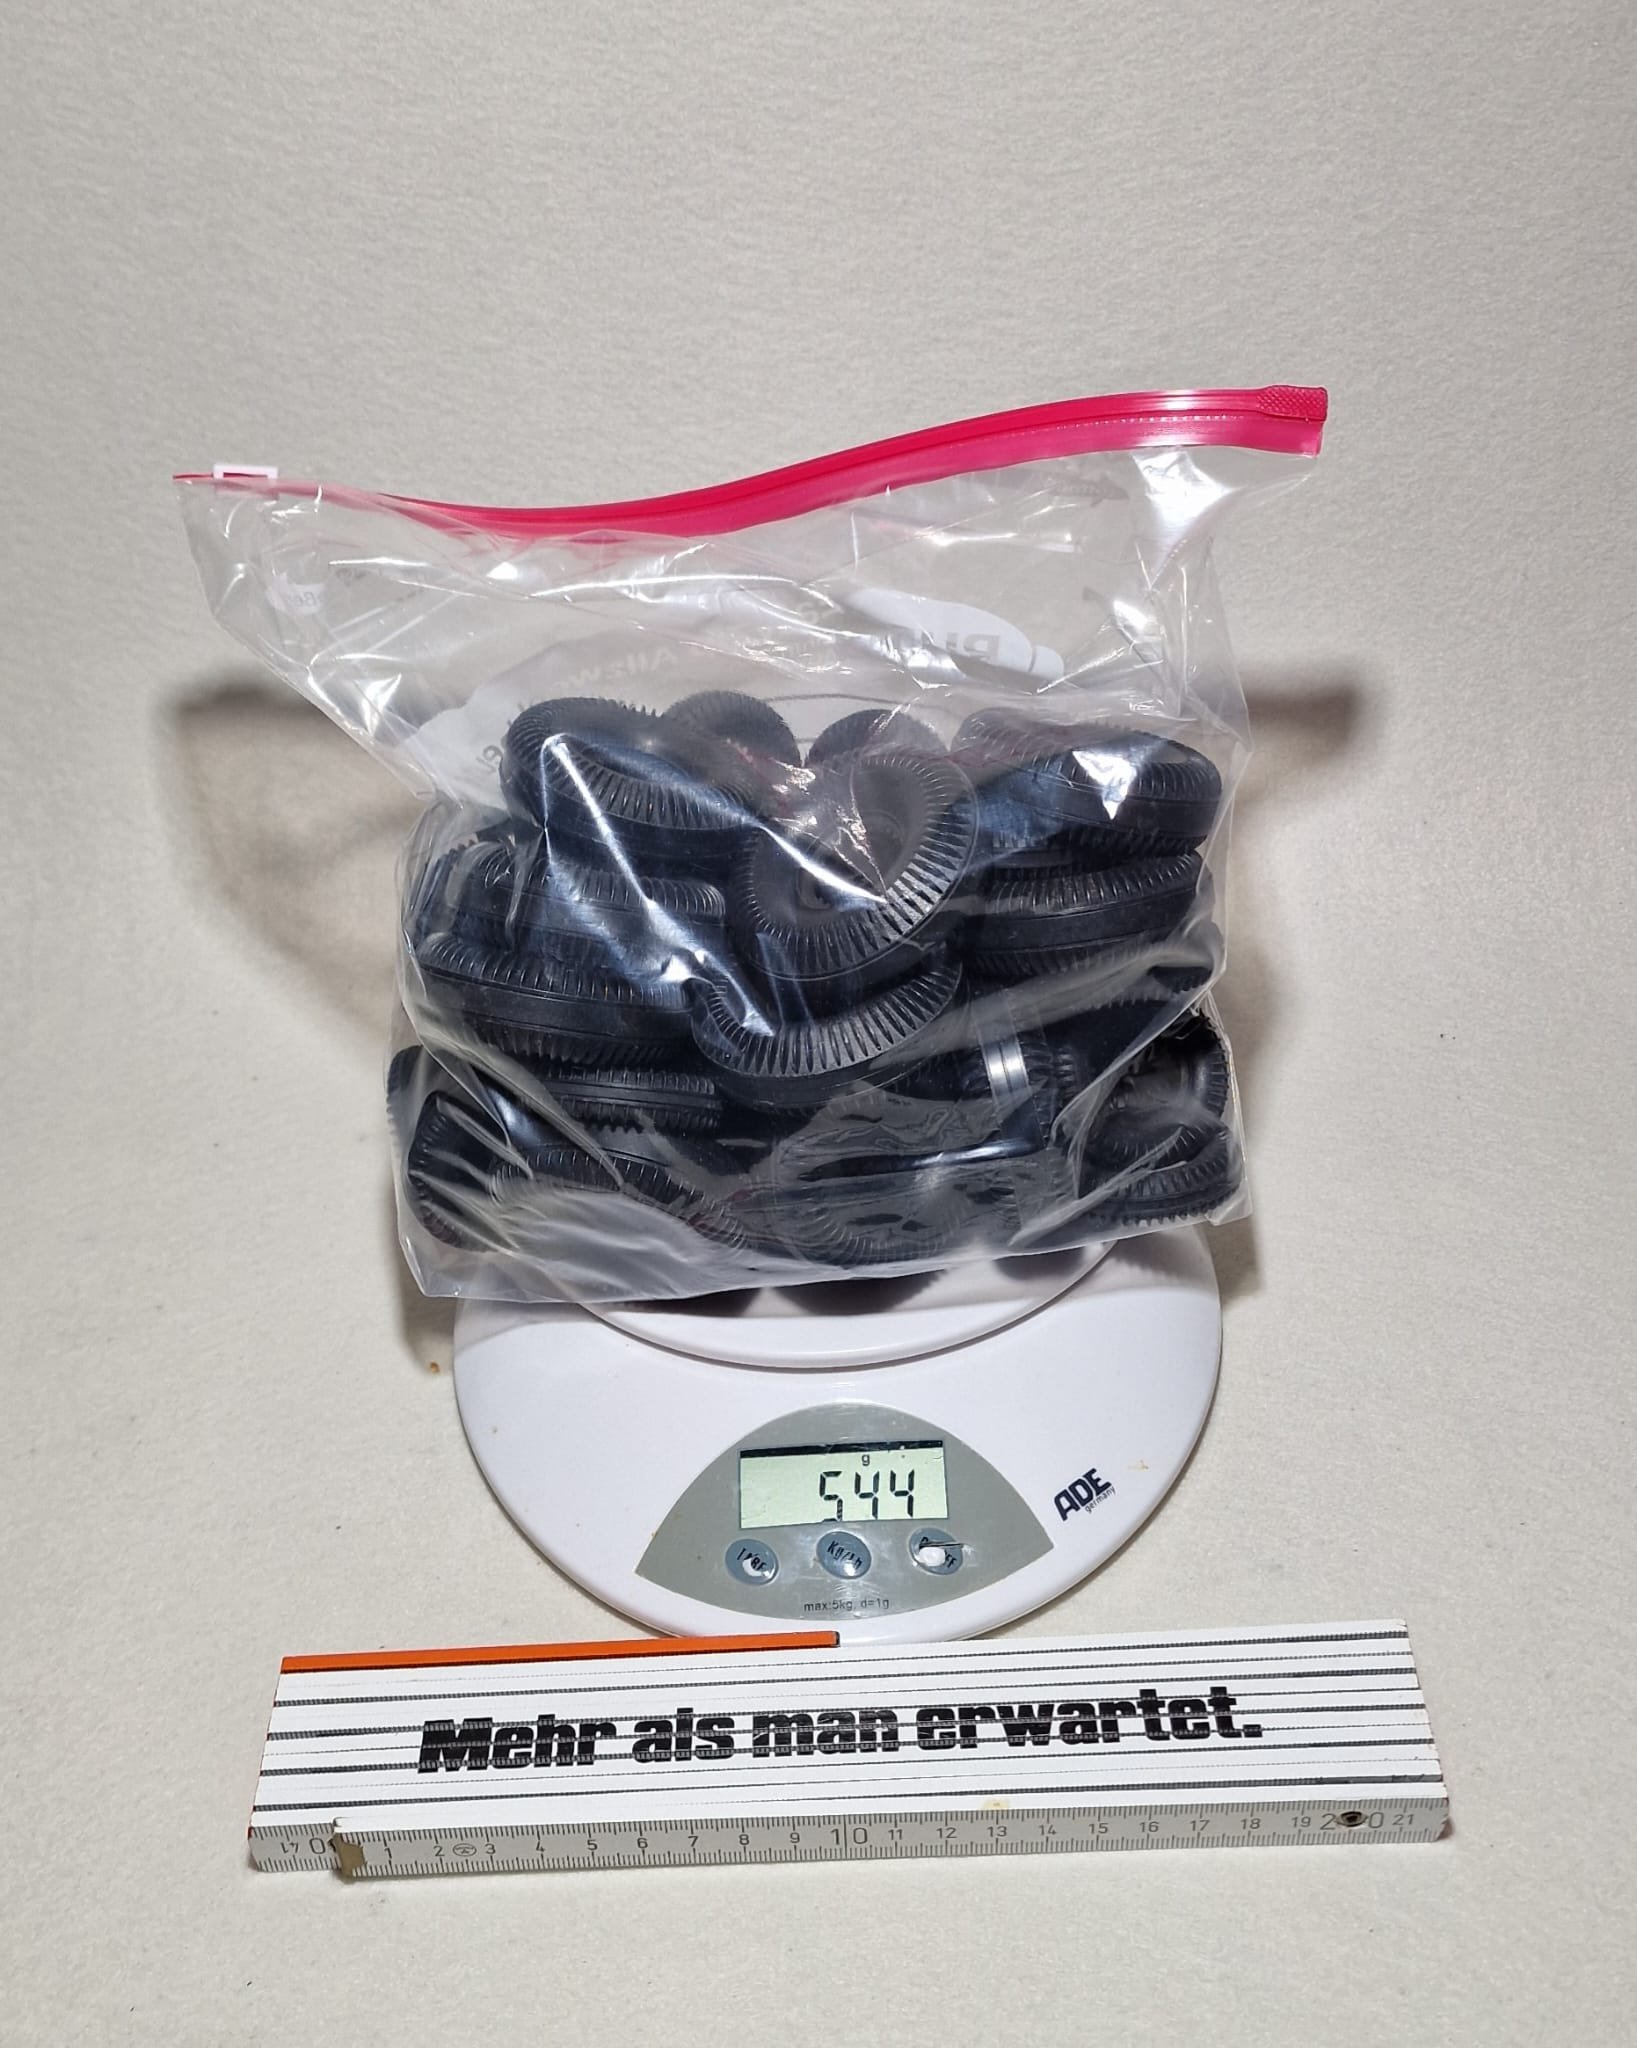 g
544
TARE
max:5kg, d=1g
ADE
germany
Mehr als man erwartet.
1 2 3 4 5 6 7 8 9 10 11 12 13 14 15 16 17 18 19 20 21